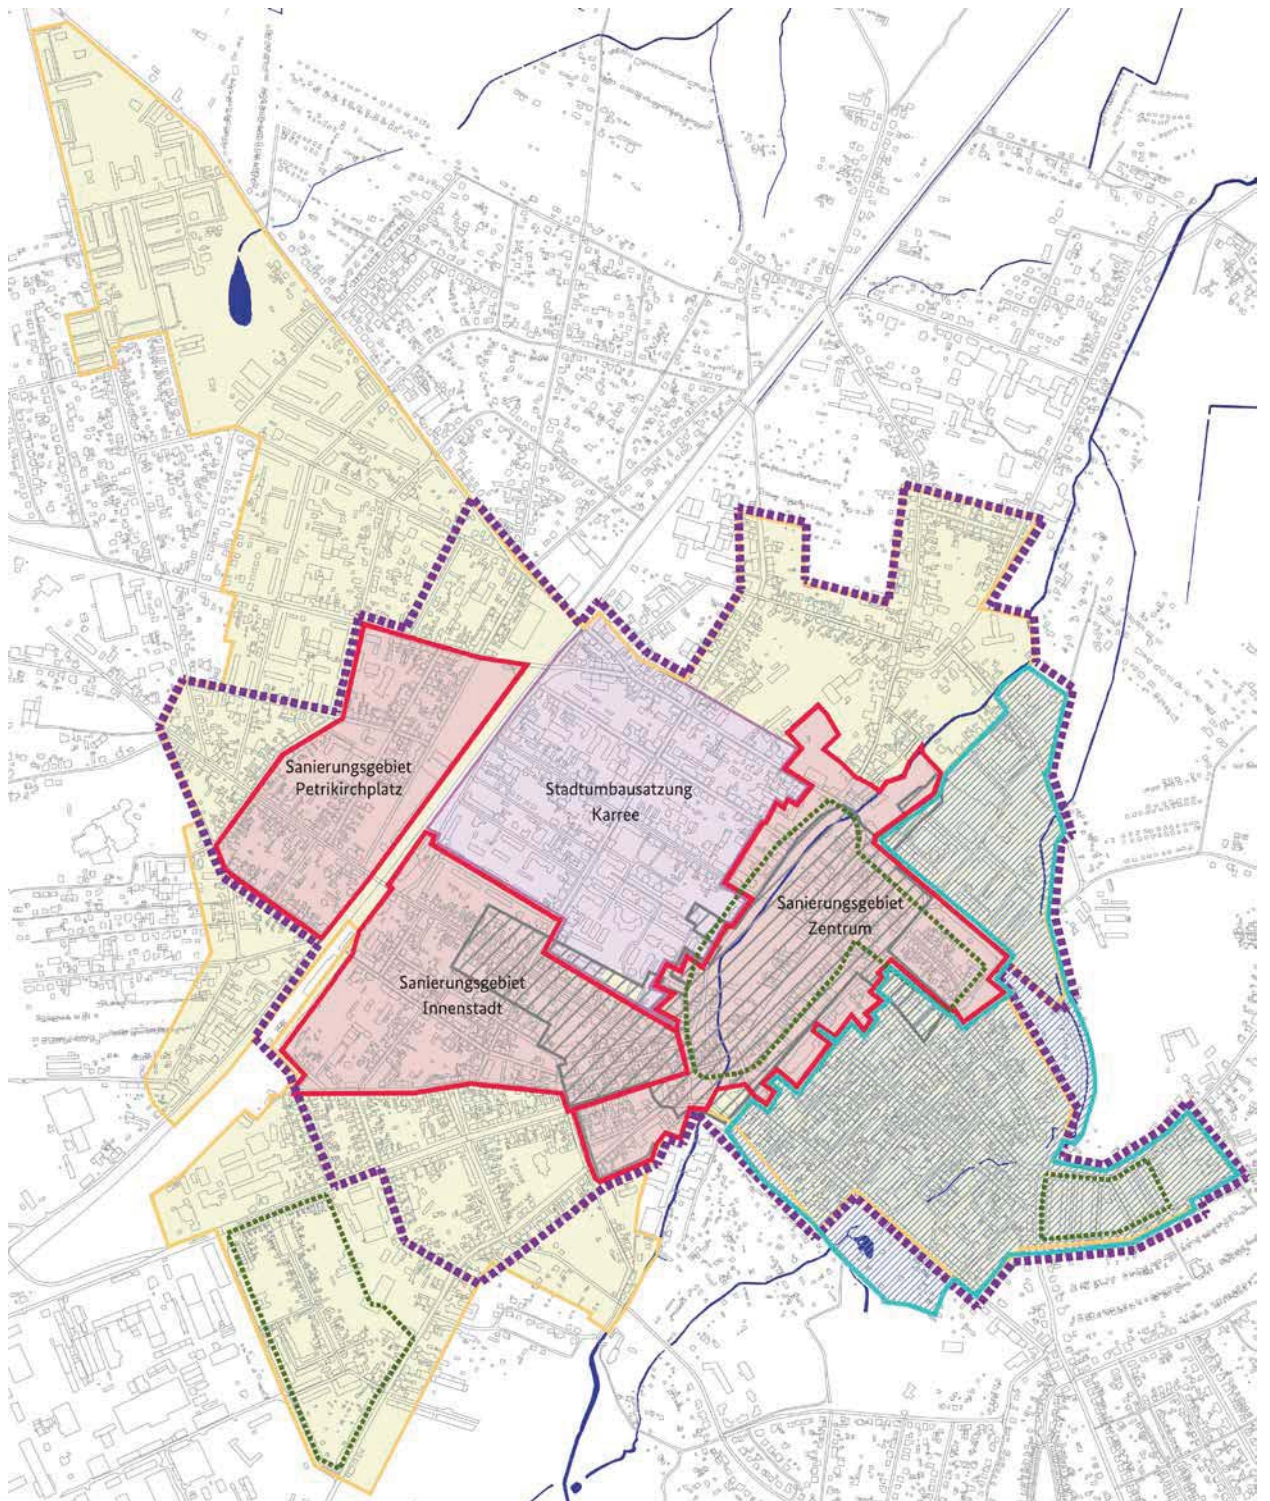 Sanierungsgebiet
Petrikirchplatz
Stadtumbausatzung
Karree
Sanierungsgebiet
Zentrum
Sanierungsgebiet
Innenstadt